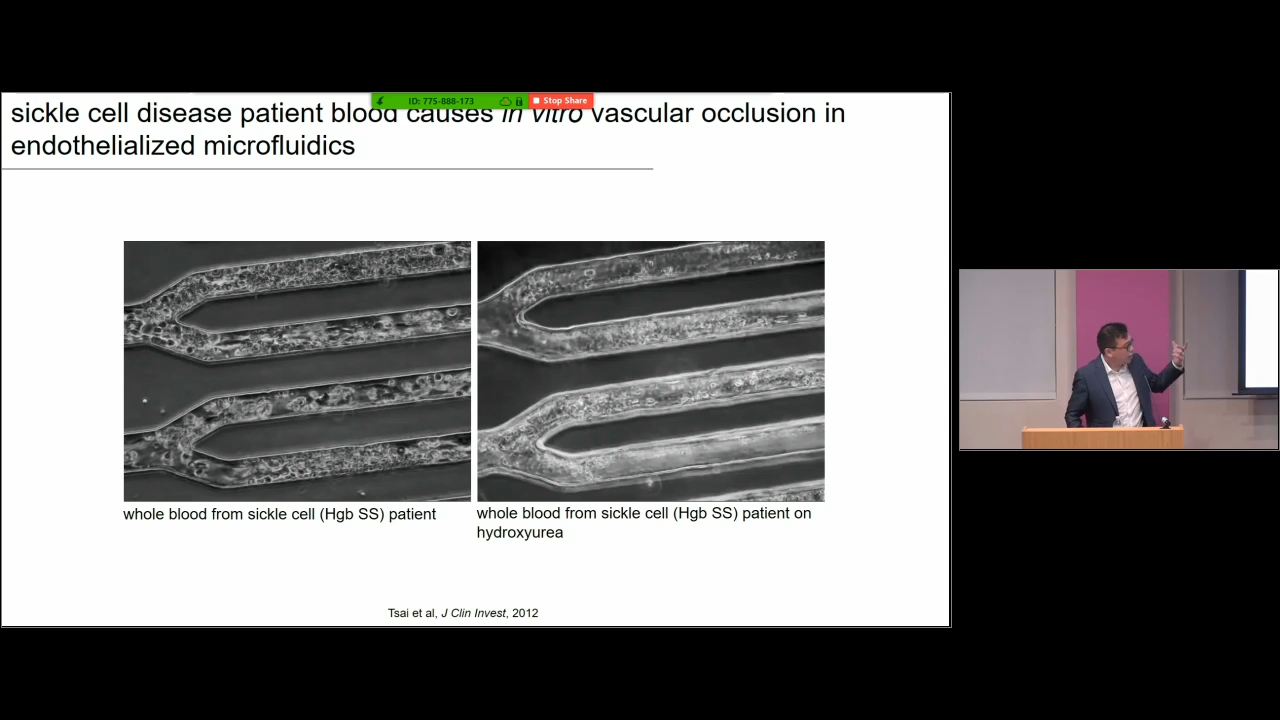 ID: 775-888-173
Stop Share
sickle cell disease patient blood causes in vitro vascular occlusion in
endothelialized microfluidics
whole blood from sickle cell (Hgb SS) patient
whole blood from sickle cell (Hgb SS) patient on
hydroxyurea
Tsai et al, J Clin Invest, 2012